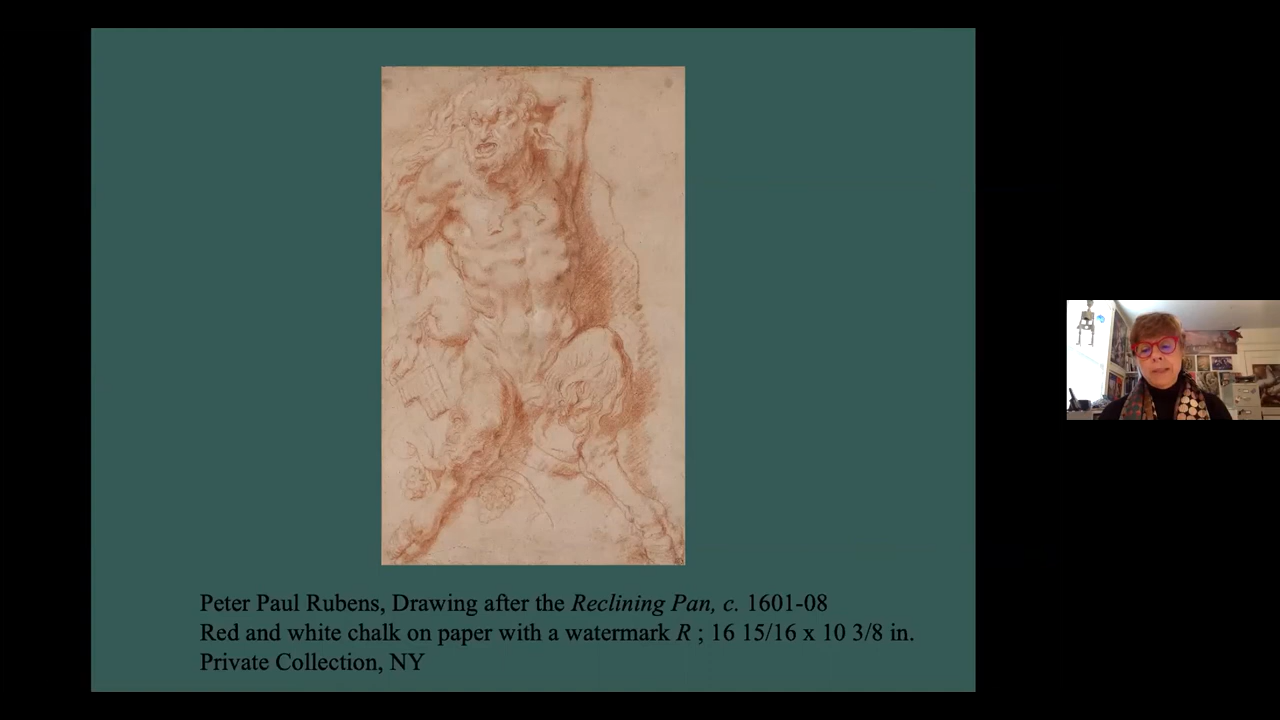 Peter Paul Rubens, Drawing after the Reclining Pan, c. 1601-08
Red and white chalk on paper with a watermark R ; 16 15/16 x 10 3/8 in.
Private Collection, NY